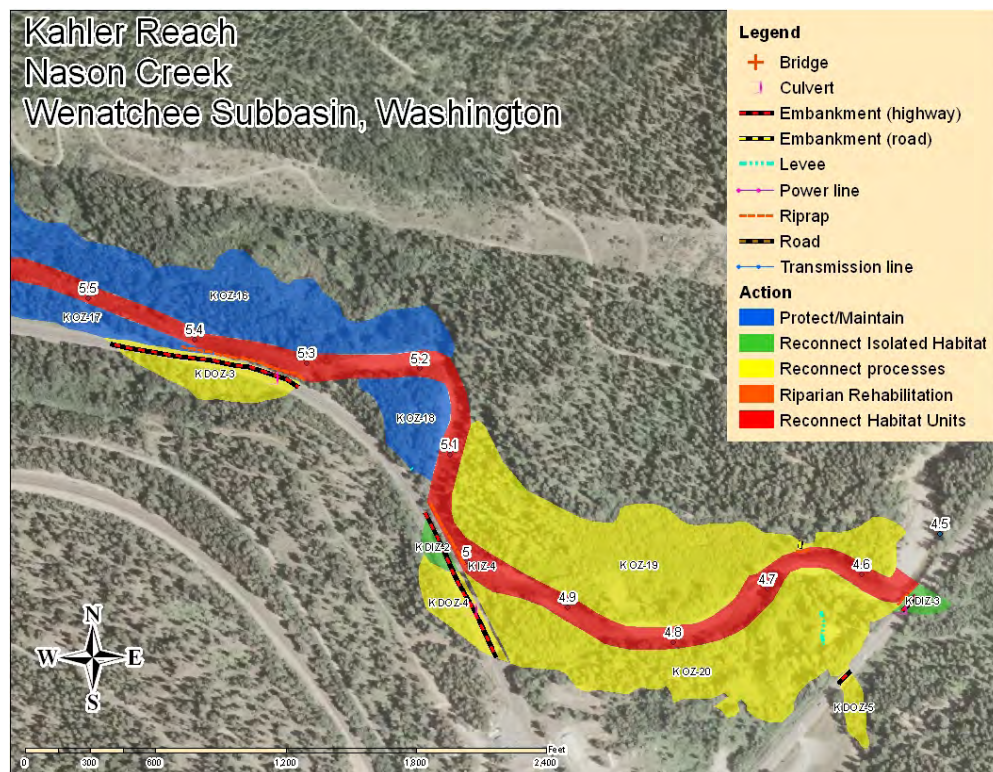 Kahler Reach
Nason Creek
Wenatchee Subbasin, Washington
Legend
Bridge
Culvert
Embankment (highway)
Embankment (road)
Levee
Power line
Riprap
Road
Transmission line
Action
Protect/Maintain
Reconnect Isolated Habitat
Reconnect processes
Riparian Rehabilitation
Reconnect Habitat Units
5.5
K OZ-16
K OZ-17
5.4
5.3
5.2
K DOZ-3
K OZ-18
5.1
4.5
K DIZ-2
5
K IZ-4
K OZ-19
4.7
4.6
K DOZ-4
4.9
K DIZ-3
4.8
K OZ-20
K DOZ-5
N
W E
S
Feet
0 300 600 1,200 1,800 2,400